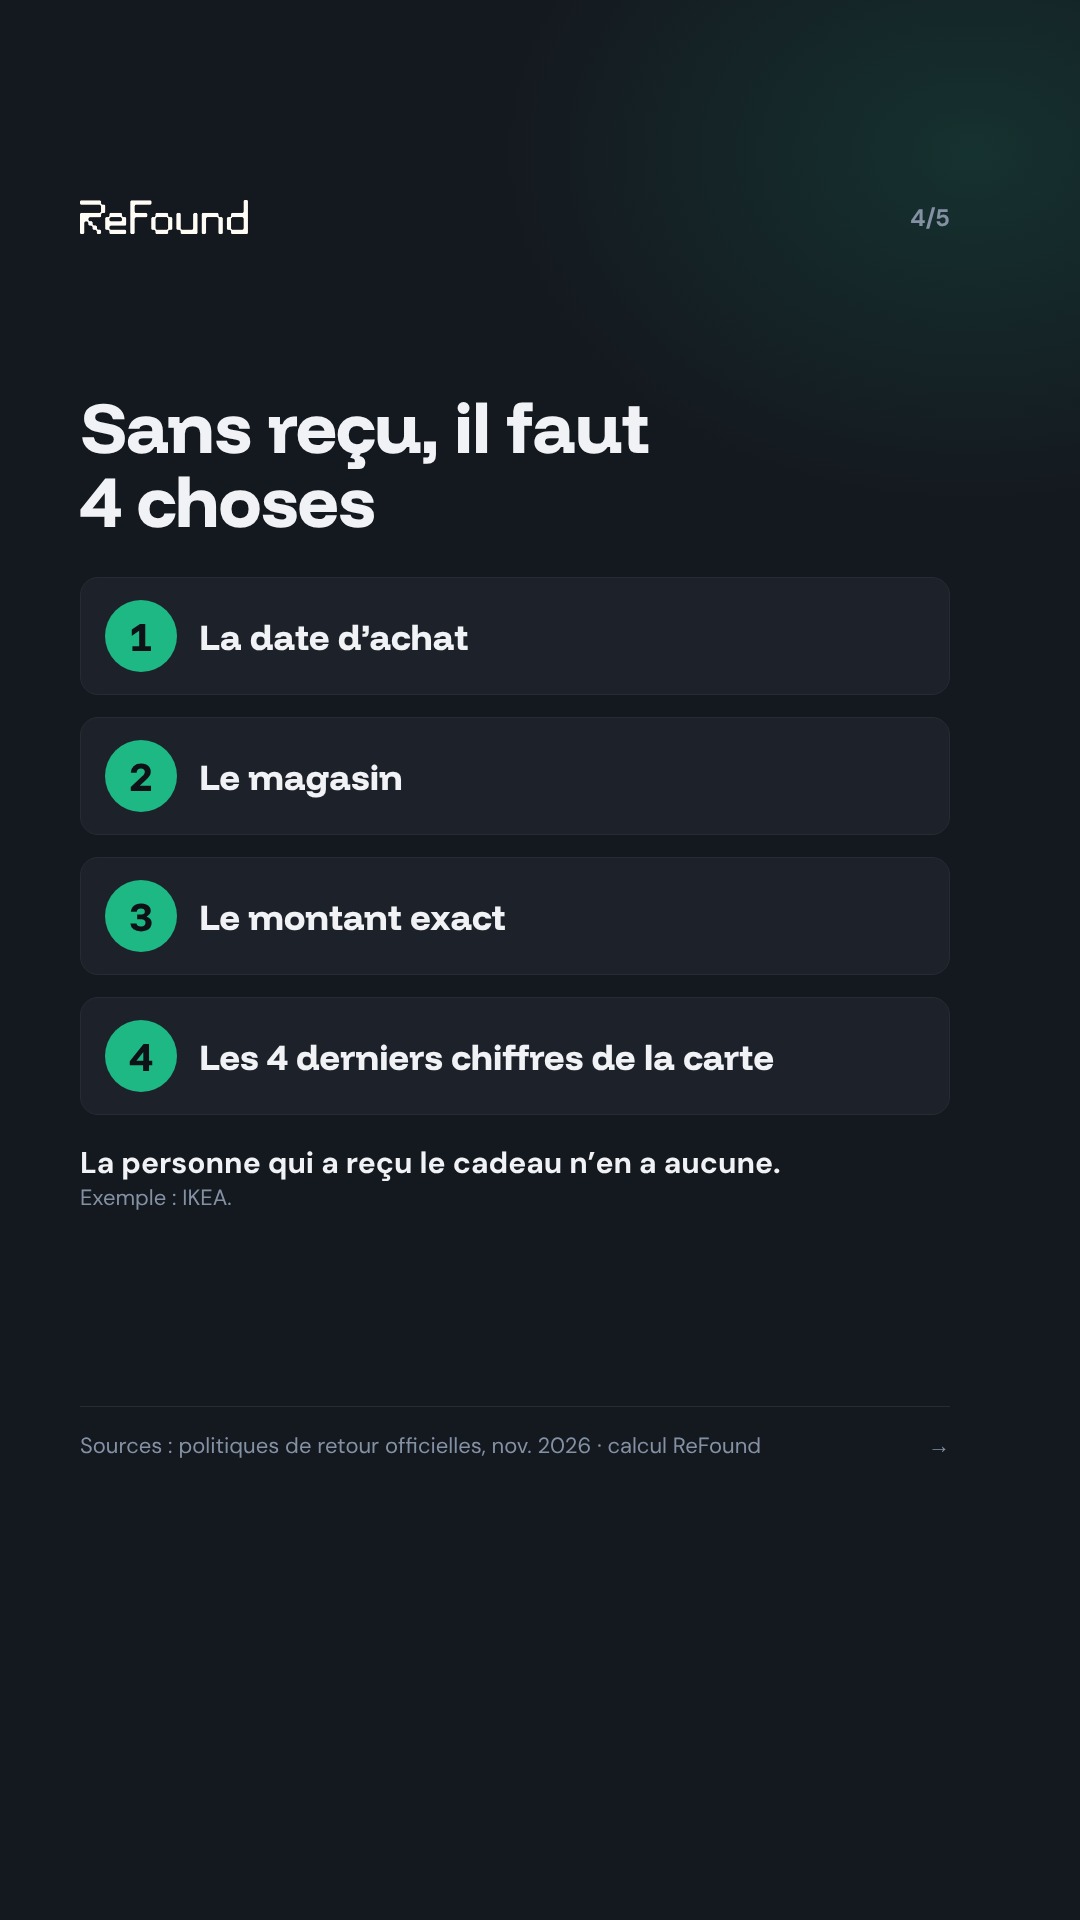 ReFound
4/5
Sans reçu, il faut
4 choses
1 La date d’achat
2 Le magasin
3 Le montant exact
4 Les 4 derniers chiffres de la carte
La personne qui a reçu le cadeau n’en a aucune.
Exemple : IKEA.
Sources : politiques de retour officielles, nov. 2026 · calcul ReFound →